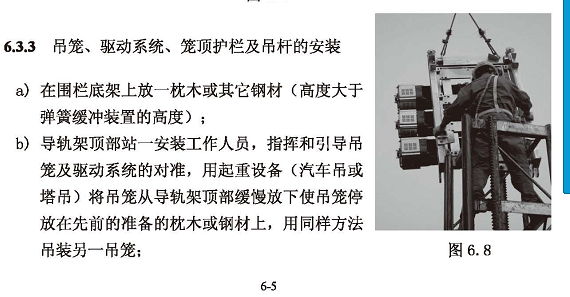 6.3.3 吊笼、驱动系统、笼顶护栏及吊杆的安装
a) 在围栏底架上放一枕木或其它钢材（高度大于
弹簧缓冲装置的高度）；
b) 导轨架顶部站一安装工作人员，指挥和引导吊
笼及驱动系统的对准，用起重设备（汽车吊或
塔吊）将吊笼从导轨架顶部缓慢放下使吊笼停
放在先前的准备的枕木或钢材上，用同样方法
吊装另一吊笼；
图 6.8
6-5